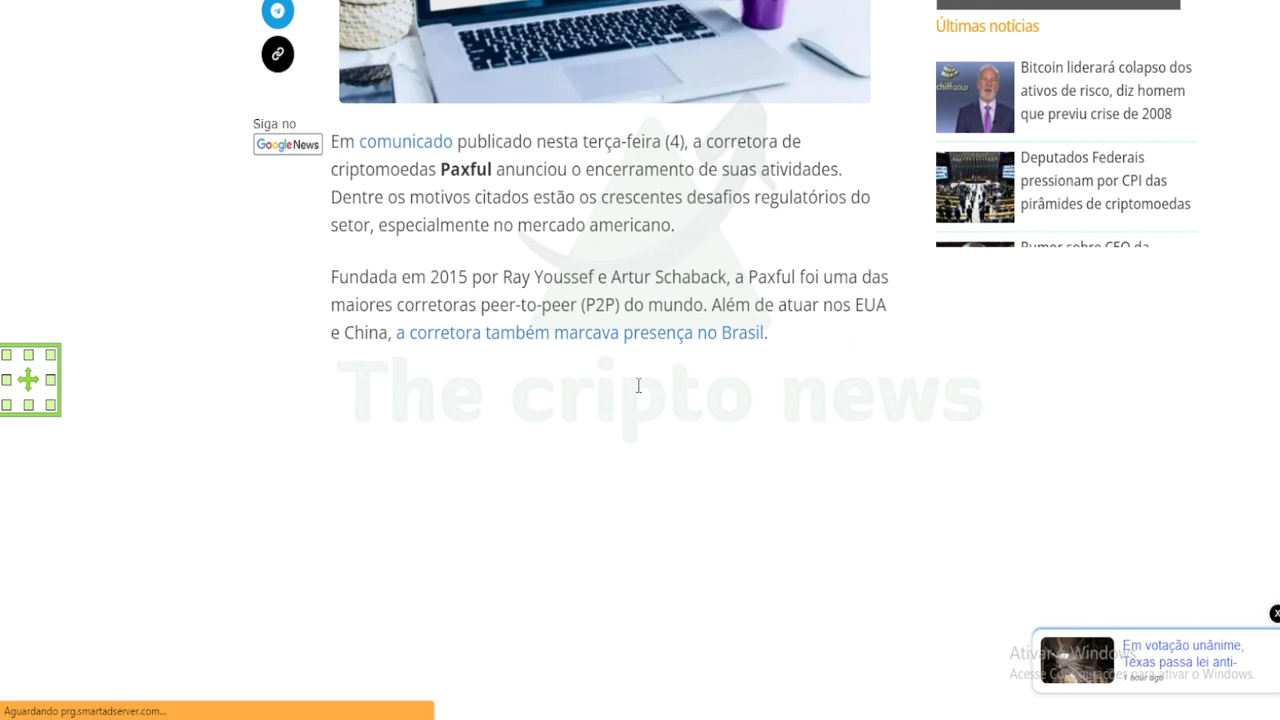 Siga no
Google News
Em comunicado publicado nesta terça-feira (4), a corretora de
criptomoedas Paxful anunciou o encerramento de suas atividades.
Dentre os motivos citados estão os crescentes desafios regulatórios do
setor, especialmente no mercado americano.
Fundada em 2015 por Ray Youssef e Artur Schaback, a Paxful foi uma das
maiores corretoras peer-to-peer (P2P) do mundo. Além de atuar nos EUA
e China, a corretora também marcava presença no Brasil.
The cripto news
Últimas notícias
Bitcoin liderará colapso dos
ativos de risco, diz homem
que previu crise de 2008
Deputados Federais
pressionam por CPI das
pirâmides de criptomoedas
Rumor sobre CEO da
Em votação unânime,
Texas passa lei anti-
1 hour ago
x
Ativar o Windows
Acesse Configurações para ativar o Windows.
Aguardando prg.smartadserver.com...